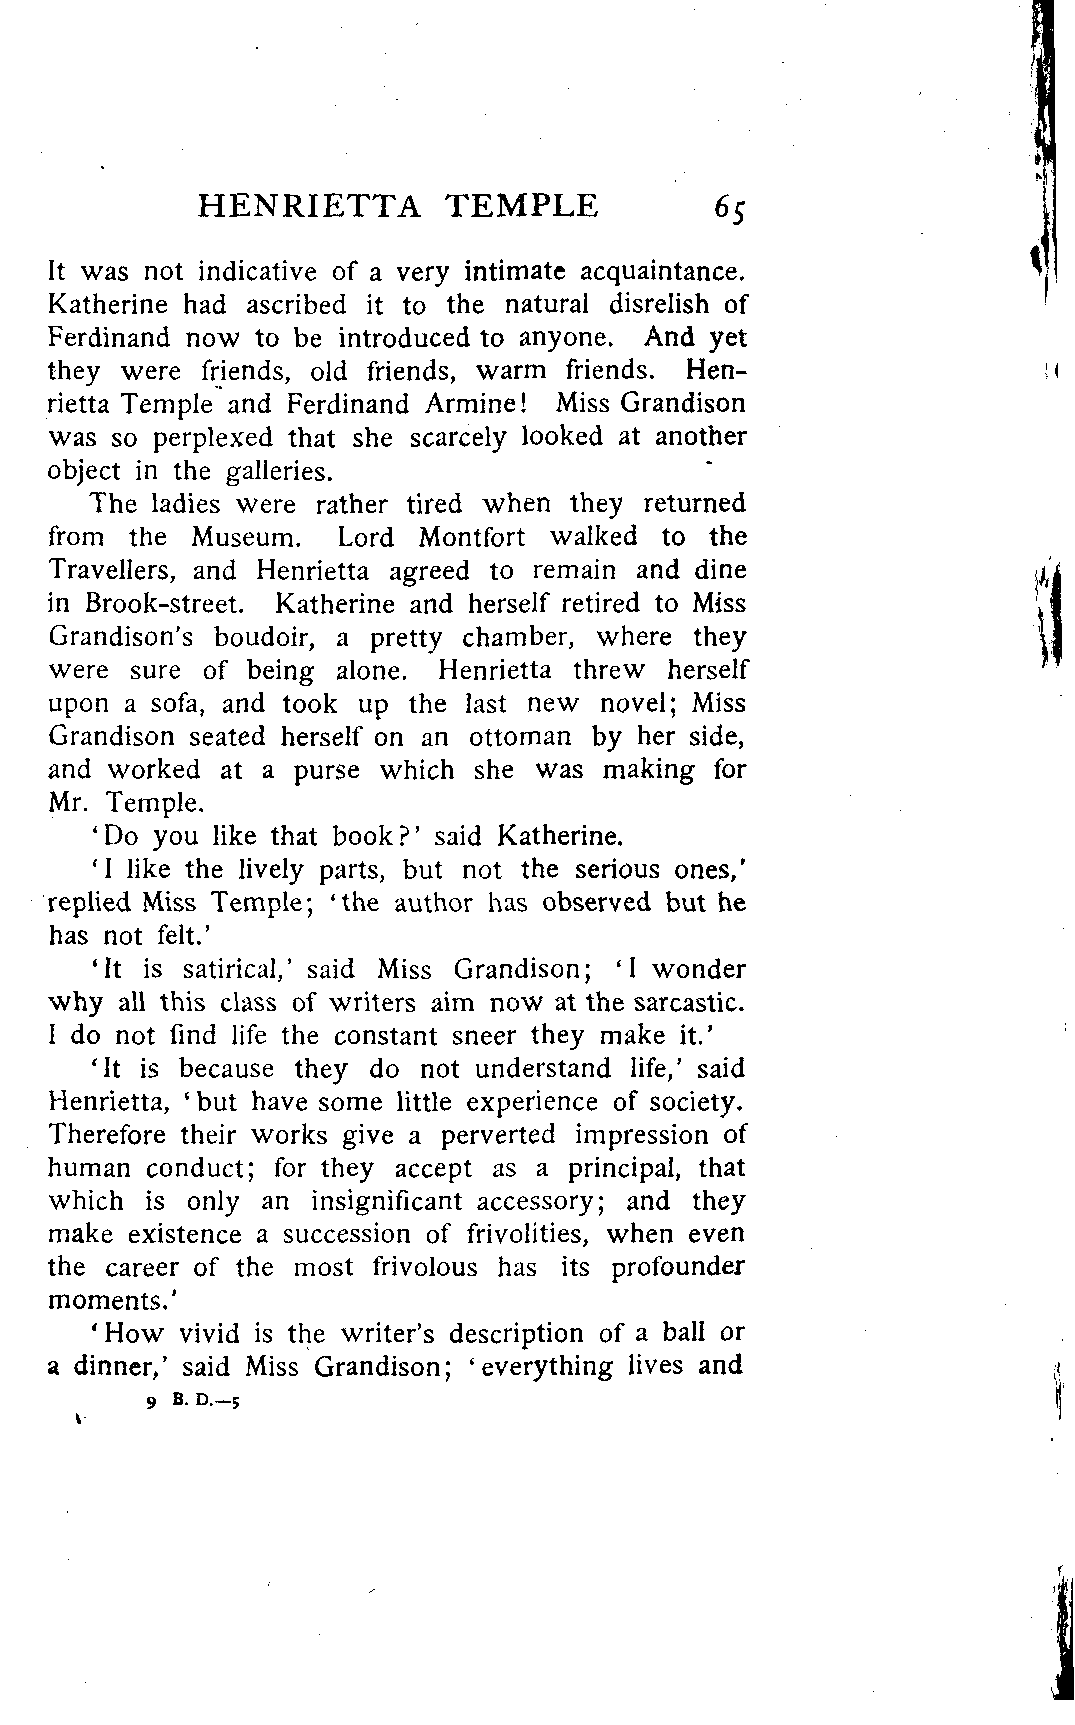 HENRIETTA TEMPLE 65
It was not indicative of a very intimate acquaintance.
Katherine had ascribed it to the natural disrelish of
Ferdinand now to be introduced to anyone. And yet
they were friends, old friends, warm friends. Hen-
rietta Temple and Ferdinand Armine! Miss Grandison
was so perplexed that she scarcely looked at another
object in the galleries.
The ladies were rather tired when they returned
from the Museum. Lord Montfort walked to the
Travellers, and Henrietta agreed to remain and dine
in Brook-street. Katherine and herself retired to Miss
Grandison's boudoir, a pretty chamber, where they
were sure of being alone. Henrietta threw herself
upon a sofa, and took up the last new novel; Miss
Grandison seated herself on an ottoman by her side,
and worked at a purse which she was making for
Mr. Temple.
'Do you like that book?' said Katherine.
'I like the lively parts, but not the serious ones,'
replied Miss Temple; 'the author has observed but he
has not felt.'
'It is satirical,' said Miss Grandison; 'I wonder
why all this class of writers aim now at the sarcastic.
I do not find life the constant sneer they make it.'
'It is because they do not understand life,' said
Henrietta, 'but have some little experience of society.
Therefore their works give a perverted impression of
human conduct; for they accept as a principal, that
which is only an insignificant accessory; and they
make existence a succession of frivolities, when even
the career of the most frivolous has its profounder
moments.'
'How vivid is the writer's description of a ball or
a dinner,' said Miss Grandison; 'everything lives and
9 B. D.—5